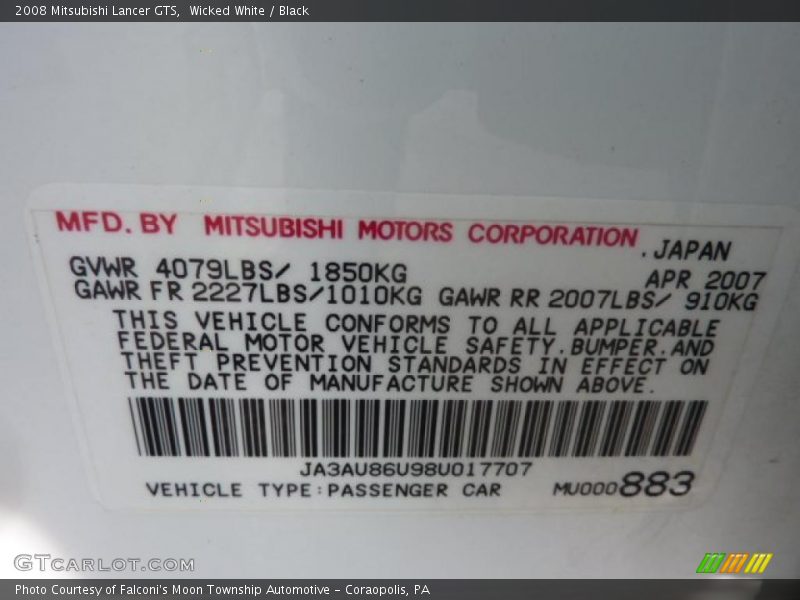 2008 Mitsubishi Lancer GTS,  Wicked White / Black
MFD. BY  MITSUBISHI MOTORS CORPORATION
. JAPAN
GVWR 4079LBS/ 1850KG
APR 2007
GAWR FR 2227LBS/1010KG GAWR RR 2007LBS/ 910KG
THIS VEHICLE CONFORMS TO ALL APPLICABLE
FEDERAL MOTOR VEHICLE SAFETY.BUMPER.AND
THEFT PREVENTION STANDARDS IN EFFECT ON
THE DATE OF MANUFACTURE SHOWN ABOVE.
JA3AU86U98U017707
VEHICLE TYPE:PASSENGER CAR
MU000883
GTCARLOT.COM
Photo Courtesy of Falconi's Moon Township Automotive – Coraopolis, PA